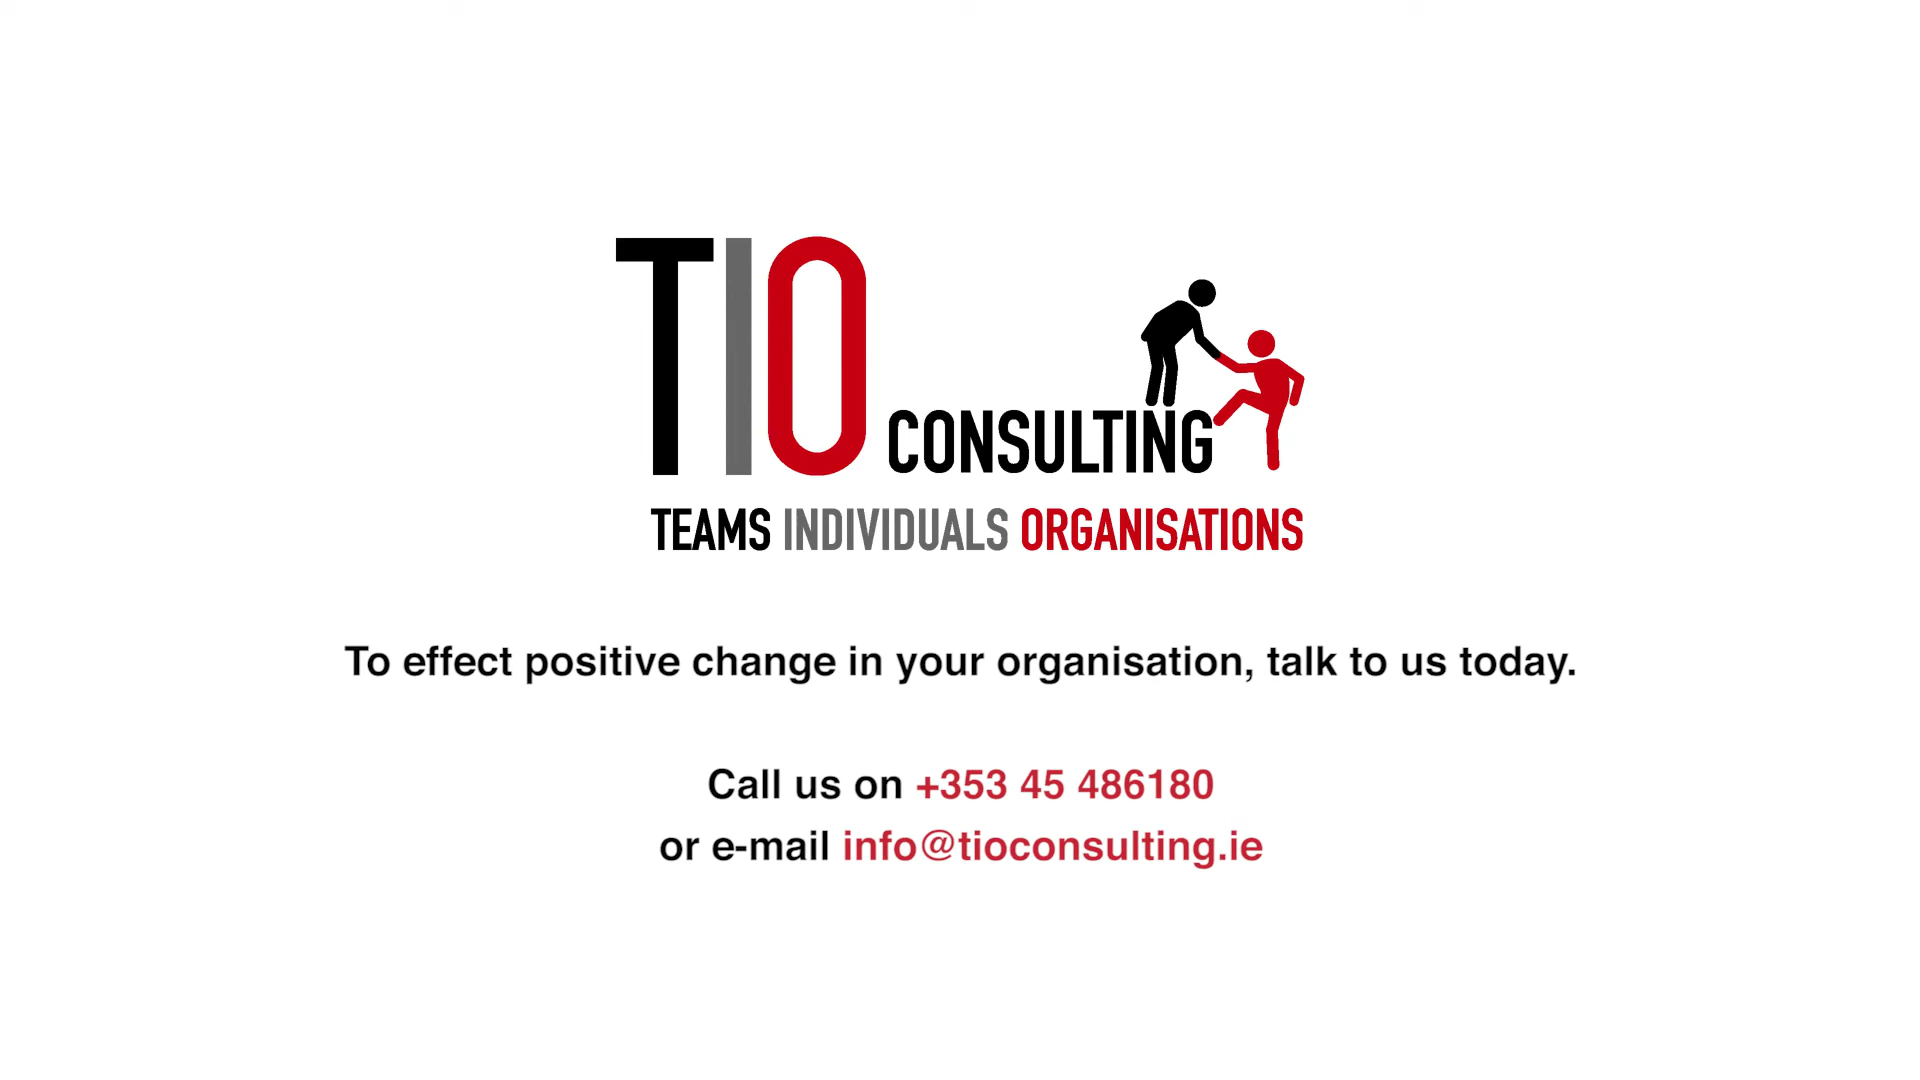 TIO CONSULTING
TEAMS INDIVIDUALS ORGANISATIONS
To effect positive change in your organisation, talk to us today.
Call us on +353 45 486180
or e-mail info@tioconsulting.ie